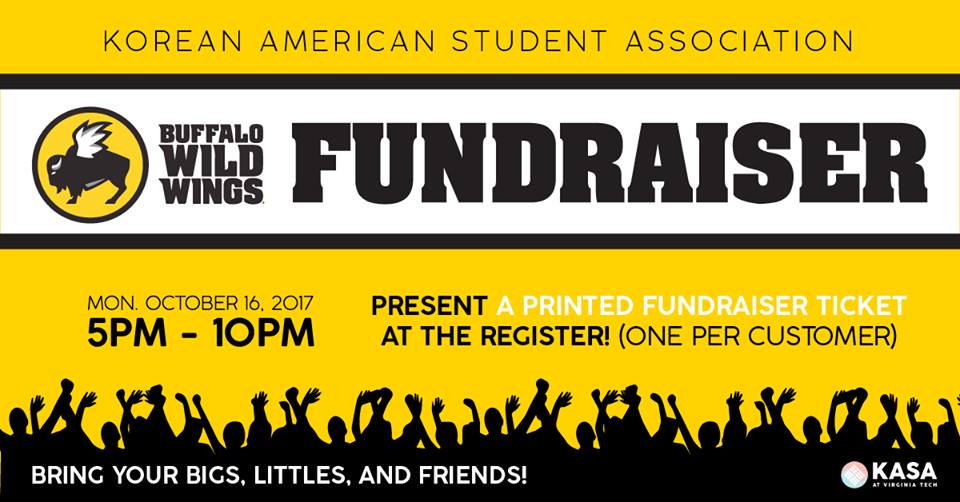 KOREAN AMERICAN STUDENT ASSOCIATION
BUFFALO
WILD
WINGS
FUNDRAISER
MON. OCTOBER 16, 2017
5PM - 10PM
PRESENT A PRINTED FUNDRAISER TICKET
AT THE REGISTER! (ONE PER CUSTOMER)
BRING YOUR BIGS, LITTLES, AND FRIENDS!
KASA
AT VIRGINIA TECH